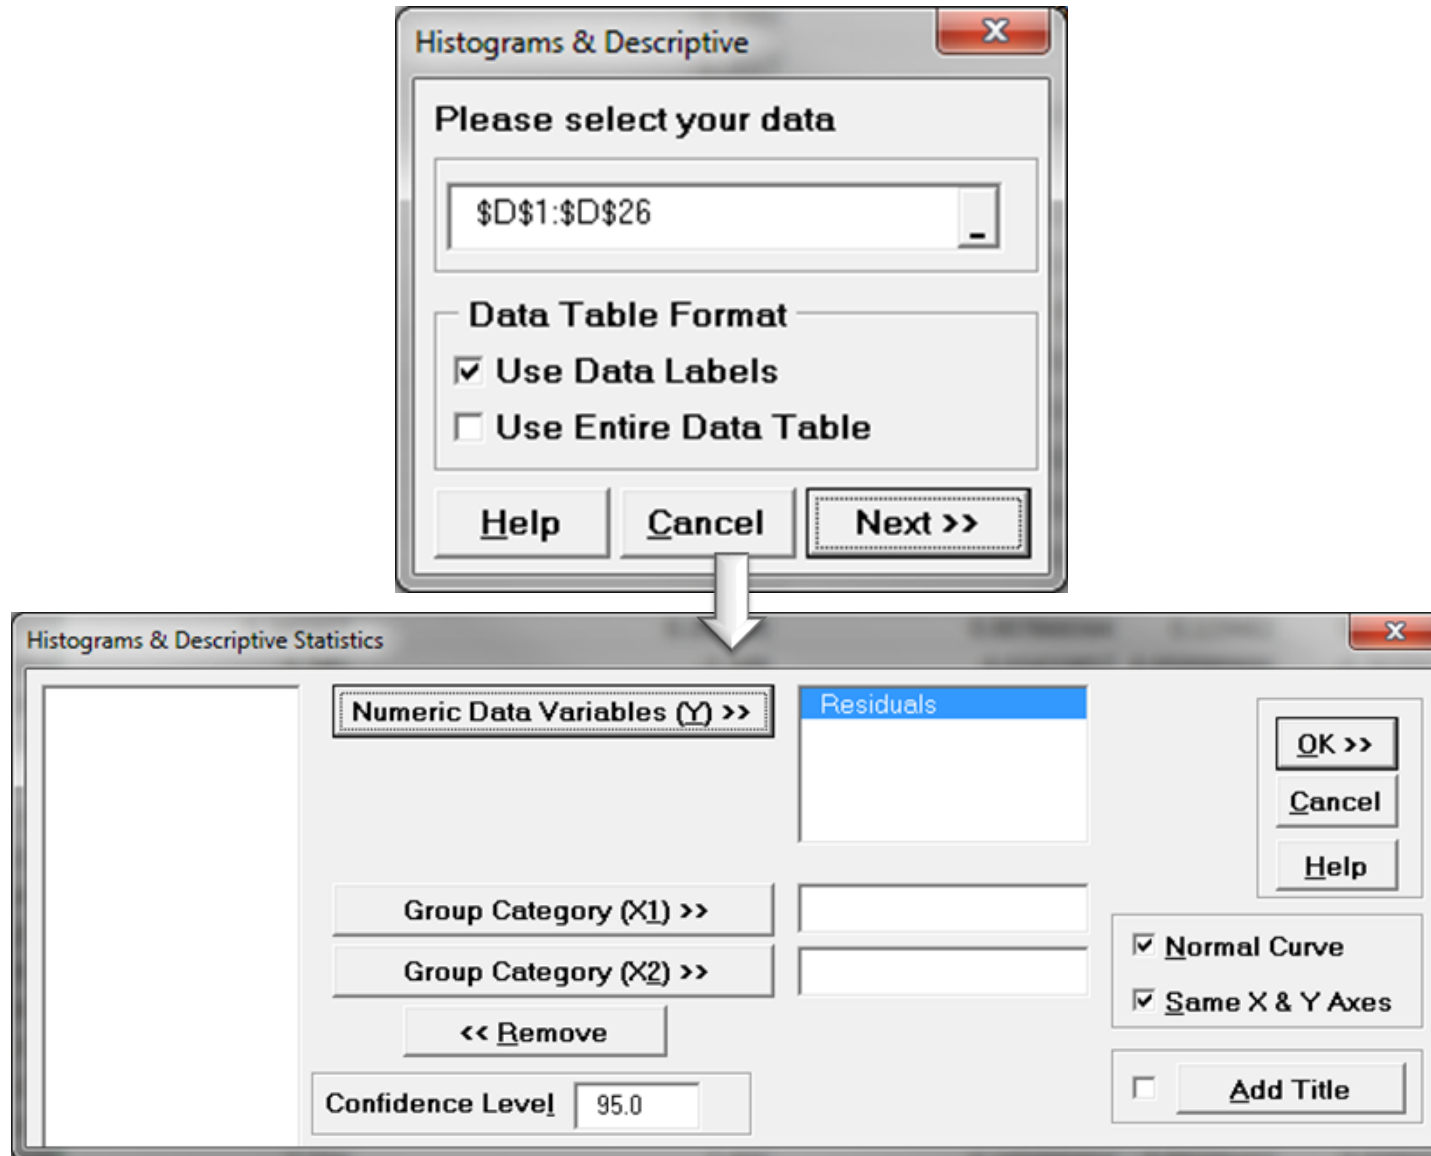 Histograms & Descriptive
Please select your data
$D$1:$D$26
Data Table Format
Use Data Labels
Use Entire Data Table
Help Cancel Next >>
Histograms & Descriptive Statistics
Numeric Data Variables (Y) >> Residuals
OK >>
Cancel
Help
Group Category (X1) >>
Group Category (X2) >>
<< Remove
Normal Curve
Same X & Y Axes
Confidence Level 95.0
Add Title